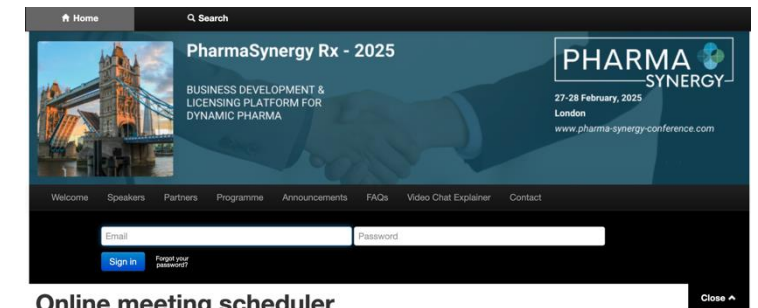 Home
Search
PharmaSynergy Rx - 2025
BUSINESS DEVELOPMENT &
LICENSING PLATFORM FOR
DYNAMIC PHARMA
PHARMA
SYNERGY
27-28 February, 2025
London
www.pharma-synergy-conference.com
Welcome Speakers Partners Programme Announcements FAQs Video Chat Explainer Contact
Email Password
Sign in
Forgot your
password?
Online meeting scheduler
Close